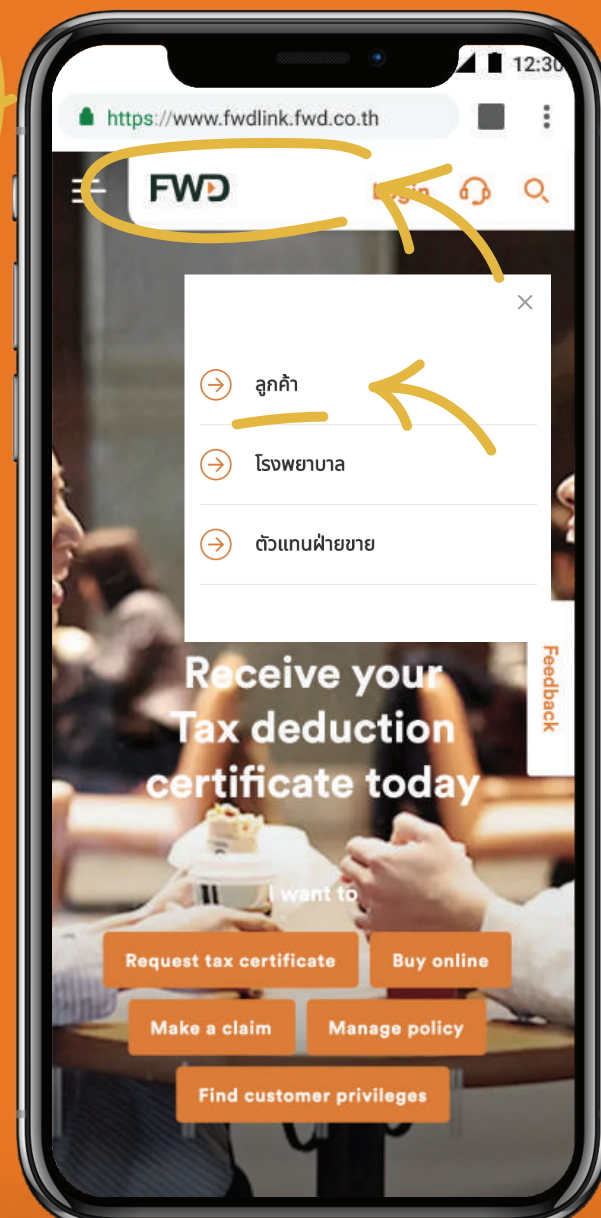 12:30
https://www.fwdlink.fwd.co.th
FWD
Login
ลูกค้า
โรงพยาบาล
ตัวแทนฝ่ายขาย
Feedback
Receive your
Tax deduction
certificate today
I want to
Request tax certificate
Buy online
Make a claim
Manage policy
Find customer privileges